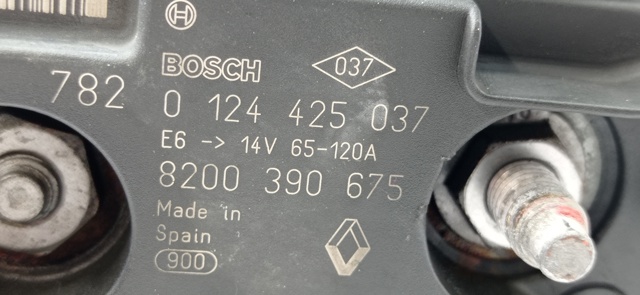 BOSCH
037
782
0 124 425 037
E6 -> 14V 65-120A
8200 390 675
Made in
Spain
900